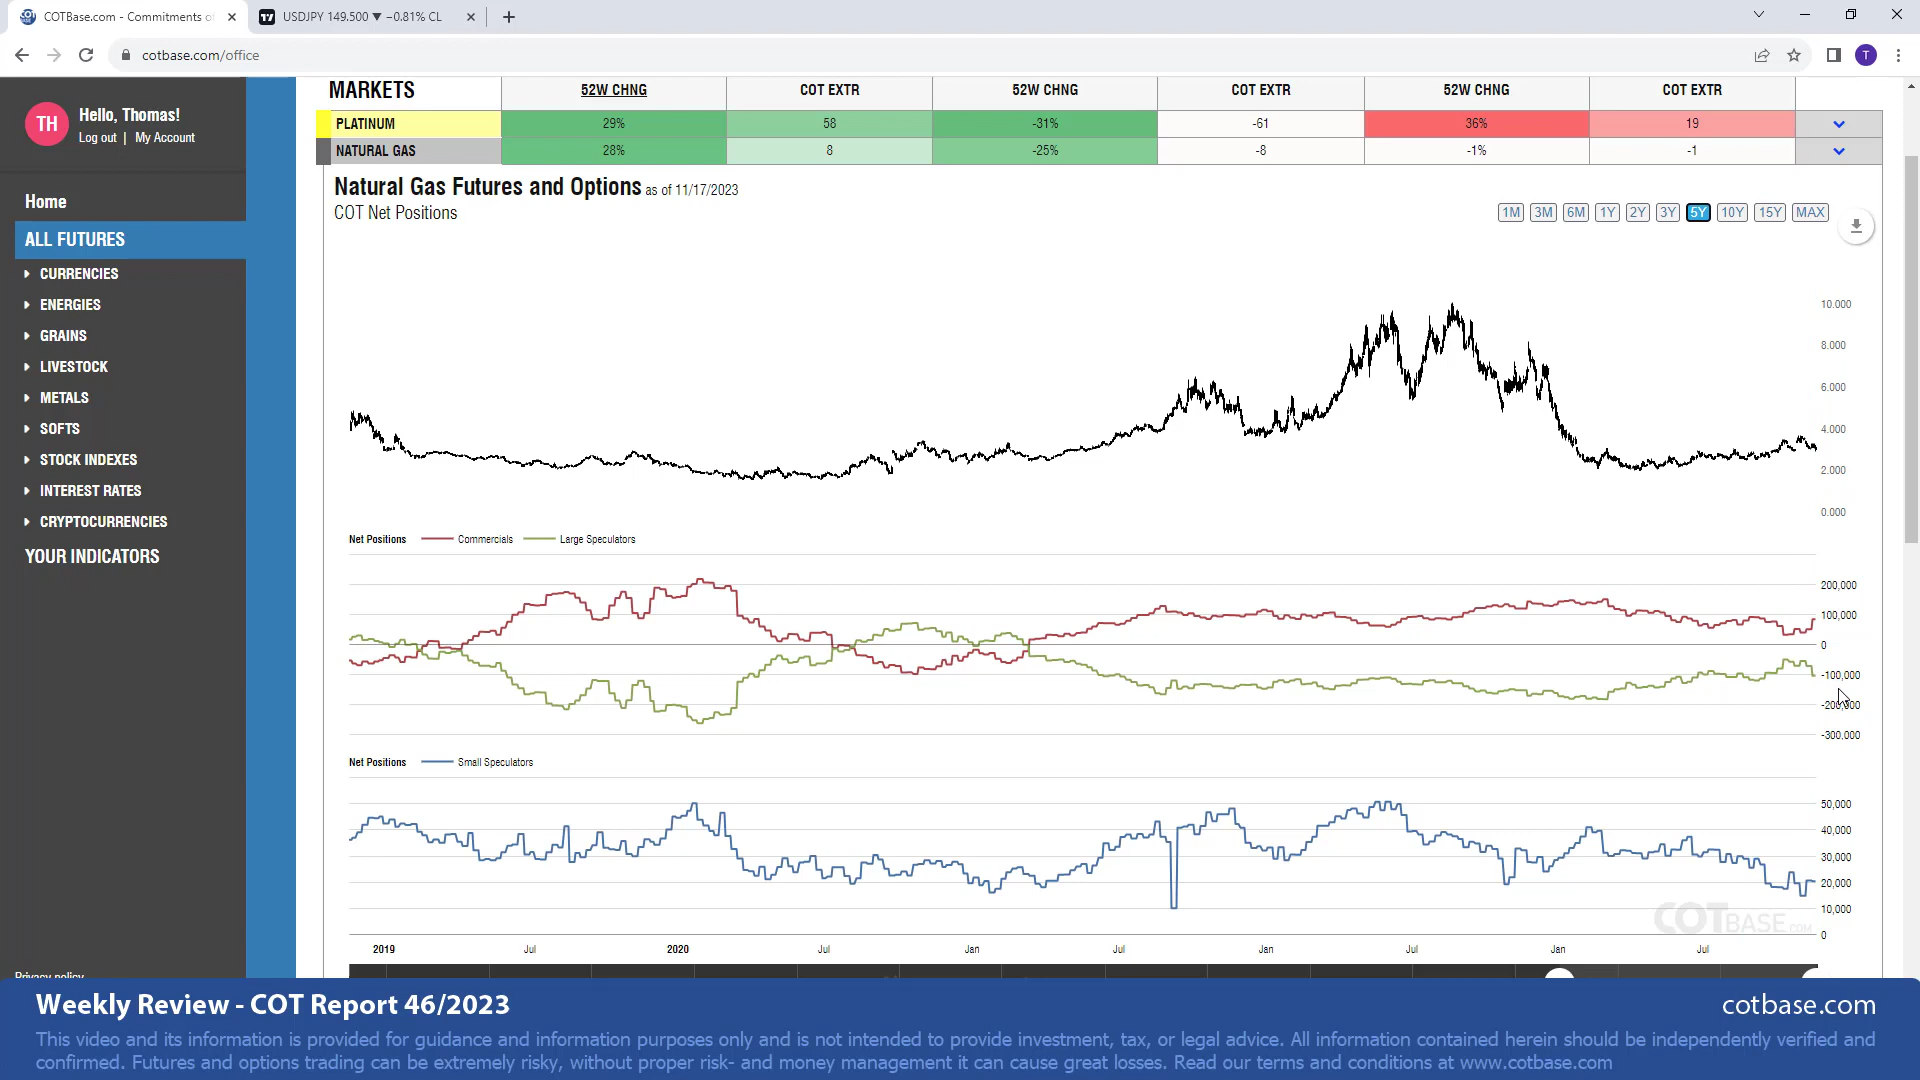 COTBase.com - Commitments o
USDJPY 149.500 ▼ −0.81% CL
cotbase.com/office
T
TH
Hello, Thomas!
Log out | My Account
Home
ALL FUTURES
CURRENCIES
ENERGIES
GRAINS
LIVESTOCK
METALS
SOFTS
STOCK INDEXES
INTEREST RATES
CRYPTOCURRENCIES
YOUR INDICATORS
Privacy policy
MARKETS 52W CHNG COT EXTR 52W CHNG COT EXTR 52W CHNG COT EXTR
PLATINUM 29% 58 -31% -61 36% 19
NATURAL GAS 28% 8 -25% -8 -1% -1
Natural Gas Futures and Options as of 11/17/2023
COT Net Positions
1M 3M 6M 1Y 2Y 3Y 5Y 10Y 15Y MAX
10.000
8.000
6.000
4.000
2.000
0.000
Net Positions Commercials Large Speculators
200,000
100,000
0
-100,000
-200,000
-300,000
Net Positions Small Speculators
50,000
40,000
30,000
20,000
10,000
0
COTBASE.COM
2019 Jul 2020 Jul Jan Jul Jan Jul Jan Jul
Weekly Review - COT Report 46/2023
cotbase.com
This video and its information is provided for guidance and information purposes only and is not intended to provide investment, tax, or legal advice. All information contained herein should be independently verified and
confirmed. Futures and options trading can be extremely risky, without proper risk- and money management it can cause great losses. Read our terms and conditions at www.cotbase.com